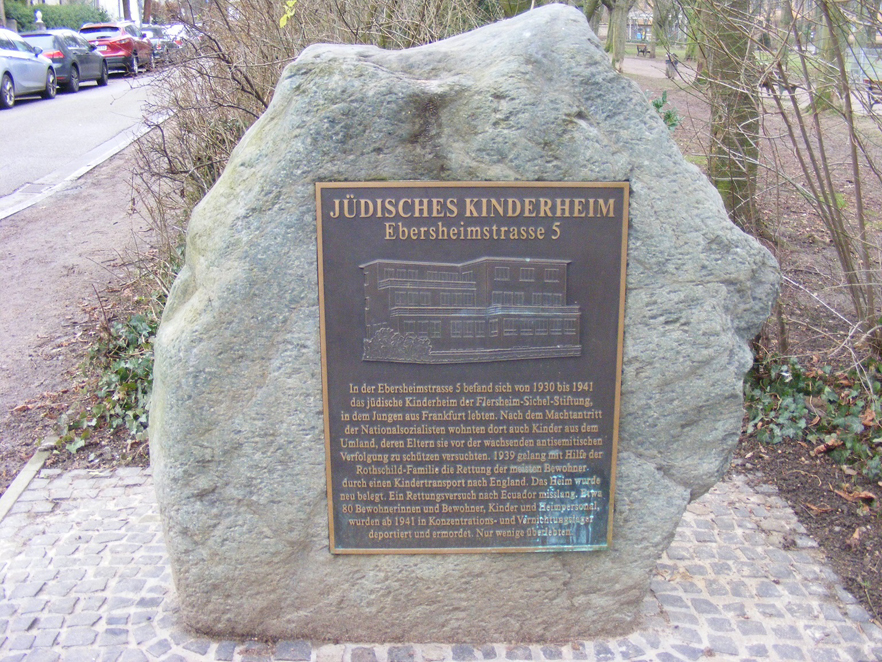 JÜDISCHES KINDERHEIM
EBERSHEIMSTRASSE 5
In der Ebersheimstrasse 5 befand sich von 1930 bis 1941
das jüdische Kinderheim der Flersheim-Sichel-Stiftung,
in dem Jungen aus Frankfurt lebten. Nach dem Machtantritt
der Nationalsozialisten wohnten dort auch Kinder aus dem
Umland, deren Eltern sie vor der wachsenden antisemitischen
Verfolgung zu schützen versuchten. 1939 gelang mit Hilfe der
Rothschild-Familie die Rettung der meisten Bewohner
durch einen Kindertransport nach England. Das Heim wurde
neu belegt. Ein Rettungsversuch nach Ecuador misslang. Etwa
80 Bewohnerinnen und Bewohner, Kinder und Heimpersonal,
wurden ab 1941 in Konzentrations- und Vernichtungslager
deportiert und ermordet. Nur wenige überlebten.